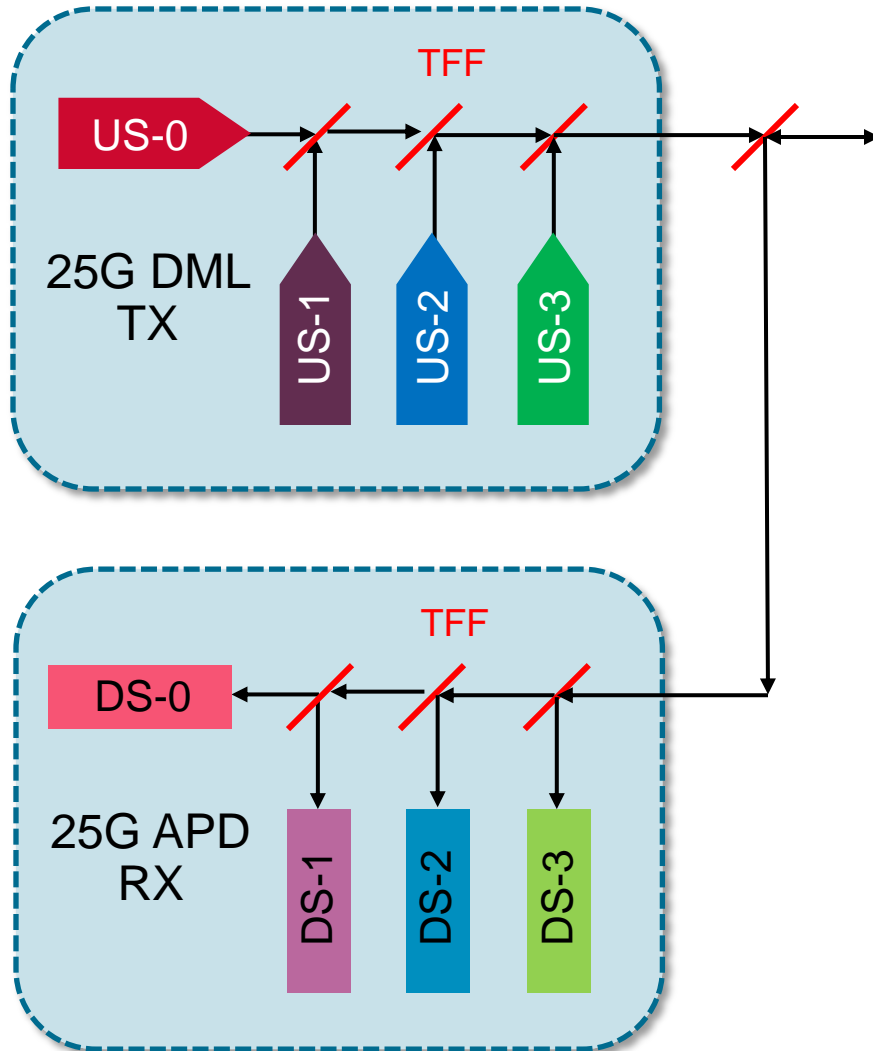 TFF
US-0
25G DML
TX
US-1
US-2
US-3
TFF
DS-0
25G APD
RX
DS-1
DS-2
DS-3